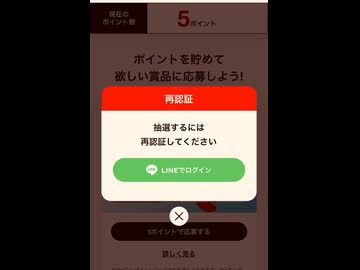 現在の
ポイント数
5ポイント
ポイントを貯めて
欲しい賞品に応募しよう!
再認証
抽選するには
再認証してください
LINE LINEでログイン
1ポイントで応募する
詳しく見る